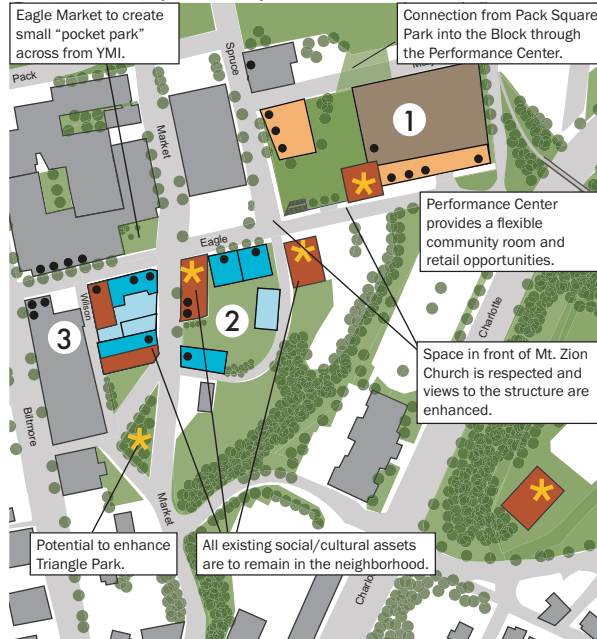 Eagle Market to create
small “pocket park”
across from YMI.
Connection from Pack Square
Park into the Block through
the Performance Center.
Pack
Spruce
Market
1
Performance Center
provides a flexible
community room and
retail opportunities.
Eagle
Wilson
2
3
Charlotte
Space in front of Mt. Zion
Church is respected and
views to the structure are
enhanced.
Biltmore
Market
Potential to enhance
Triangle Park.
All existing social/cultural assets
are to remain in the neighborhood.